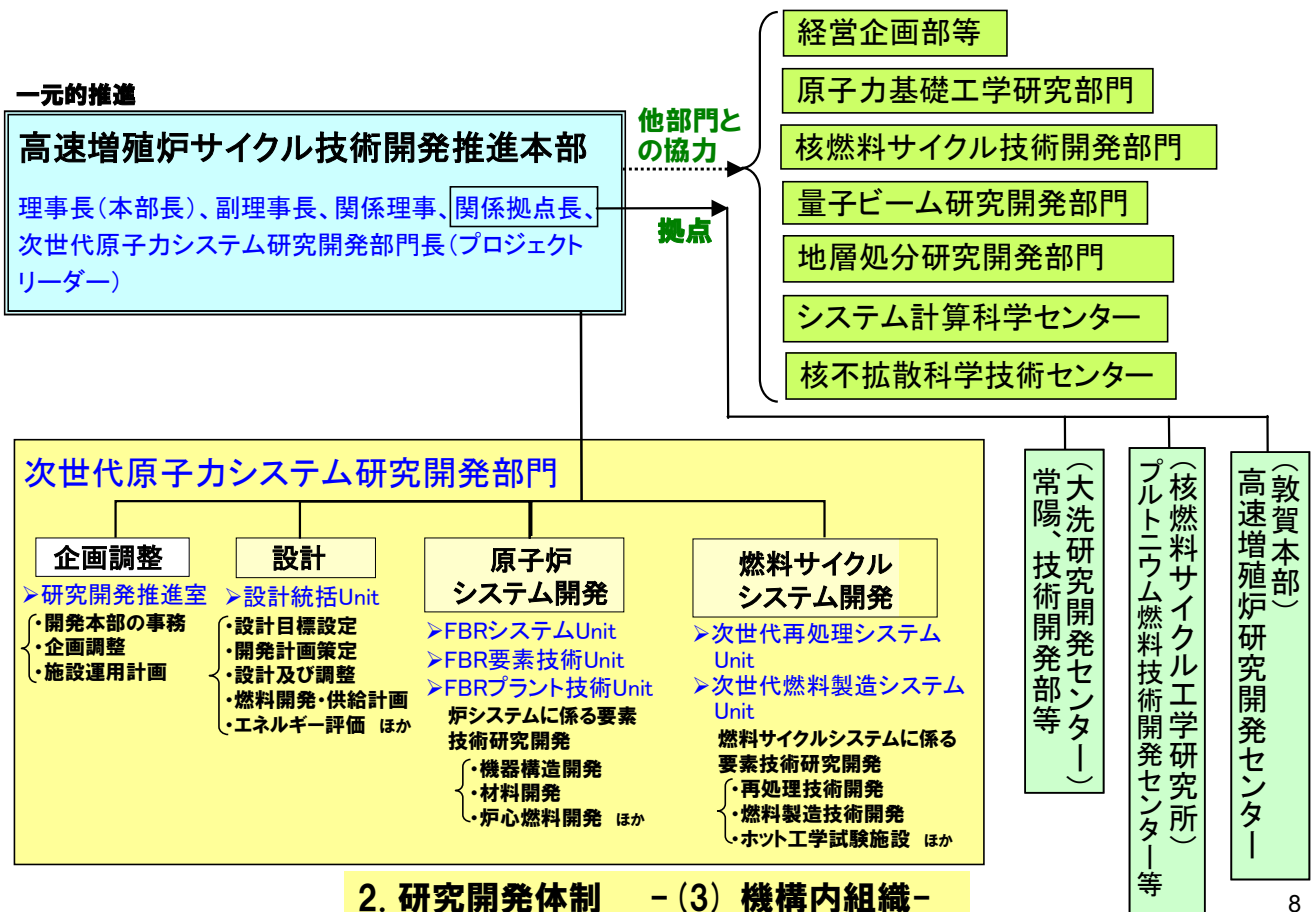 一元的推進
高速増殖炉サイクル技術開発推進本部
理事長(本部長)、副理事長、関係理事、関係拠点長、
次世代原子力システム研究開発部門長(プロジェクト
リーダー)
他部門と
の協力
拠点
経営企画部等
原子力基礎工学研究部門
核燃料サイクル技術開発部門
量子ビーム研究開発部門
地層処分研究開発部門
システム計算科学センター
核不拡散科学技術センター
次世代原子力システム研究開発部門
企画調整
➢研究開発推進室
・開発本部の事務
・企画調整
・施設運用計画
設計
➢設計統括Unit
・設計目標設定
・開発計画策定
・設計及び調整
・燃料開発・供給計画
・エネルギー評価 ほか
原子炉
システム開発
➢FBRシステムUnit
➢FBR要素技術Unit
➢FBRプラント技術Unit
炉システムに係る要素
技術研究開発
・機器構造開発
・材料開発
・炉心燃料開発 ほか
燃料サイクル
システム開発
➢次世代再処理システム
Unit
➢次世代燃料製造システム
Unit
燃料サイクルシステムに係る
要素技術研究開発
・再処理技術開発
・燃料製造技術開発
・ホット工学試験施設 ほか
(大洗研究開発センター)
常陽、技術開発部等
(核燃料サイクル工学研究所)
プルトニウム燃料技術開発センター等
(敦賀本部)
高速増殖炉研究開発センター
2. 研究開発体制 -(3) 機構内組織-
8